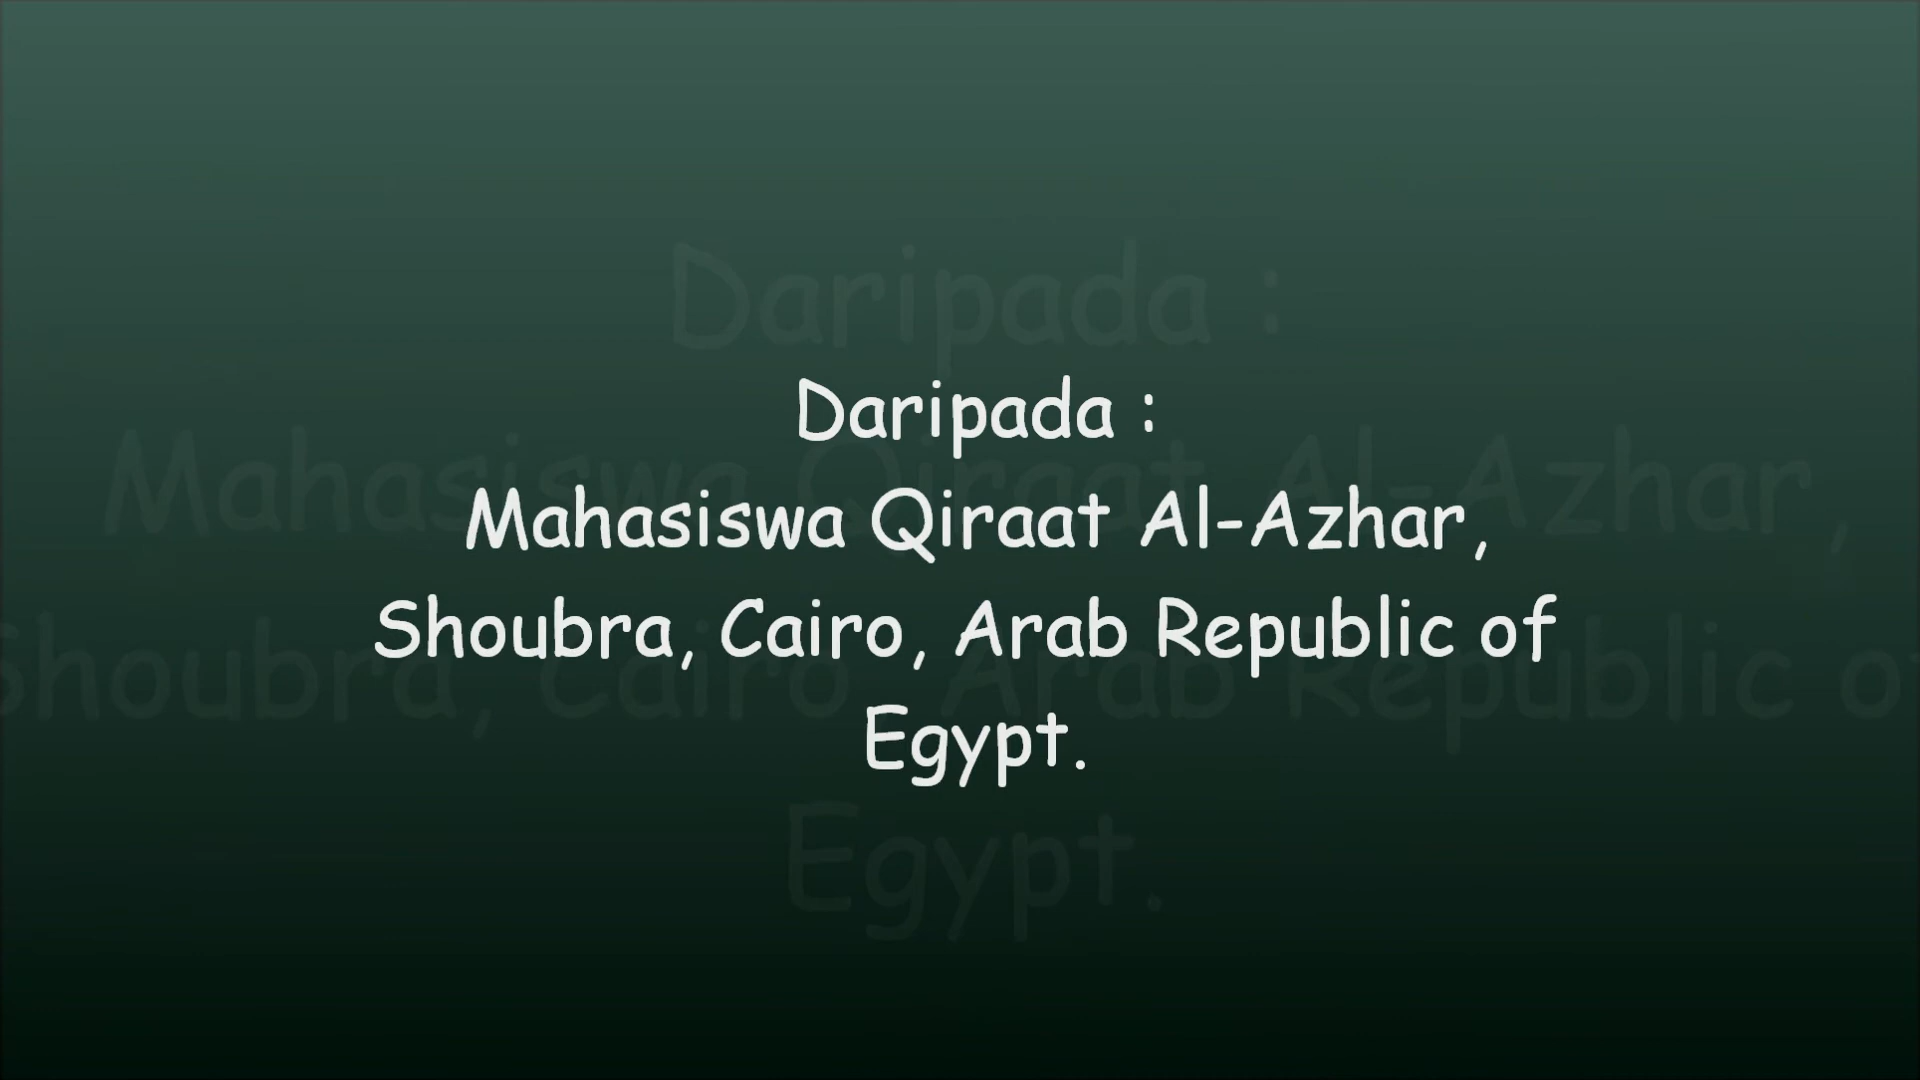 Daripada :
Mahasiswa Qiraat Al-Azhar,
Shoubra, Cairo, Arab Republic of
Egypt.